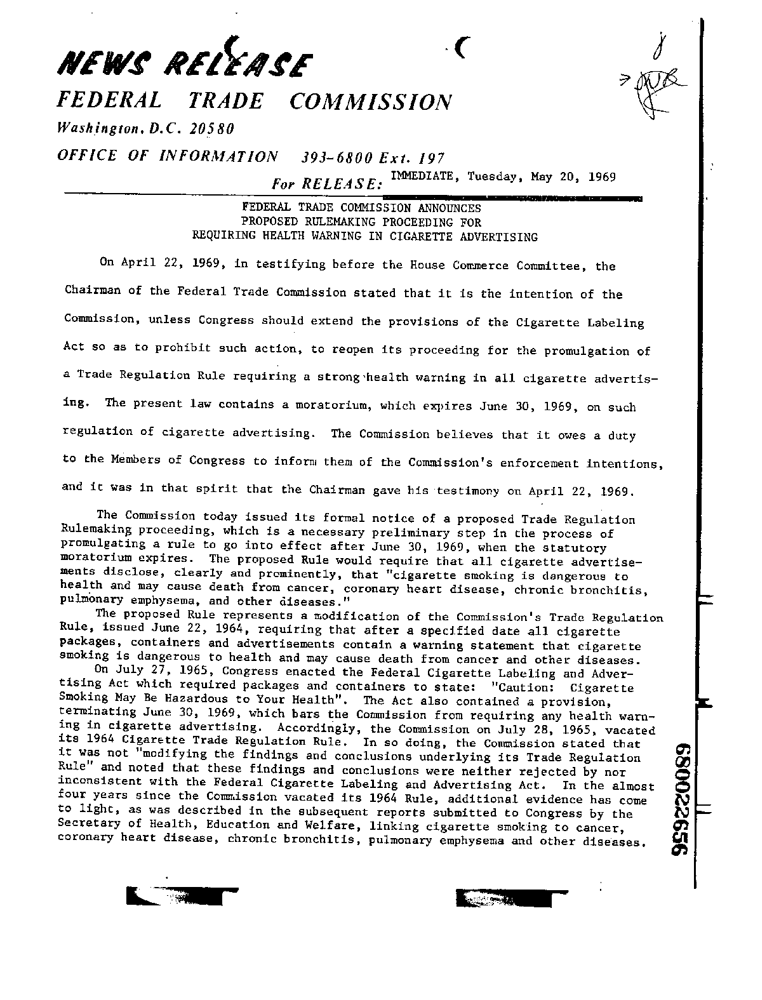 NEWS RELEASE
FEDERAL TRADE COMMISSION
Washington, D.C. 20580
OFFICE OF INFORMATION 393-6800 Ext. 197
For RELEASE: IMMEDIATE, Tuesday, May 20, 1969
FEDERAL TRADE COMMISSION ANNOUNCES
PROPOSED RULEMAKING PROCEEDING FOR
REQUIRING HEALTH WARNING IN CIGARETTE ADVERTISING
On April 22, 1969, in testifying before the House Commerce Committee, the
Chairman of the Federal Trade Commission stated that it is the intention of the
Commission, unless Congress should extend the provisions of the Cigarette Labeling
Act so as to prohibit such action, to reopen its proceeding for the promulgation of
a Trade Regulation Rule requiring a strong health warning in all cigarette advertis-
ing. The present law contains a moratorium, which expires June 30, 1969, on such
regulation of cigarette advertising. The Commission believes that it owes a duty
to the Members of Congress to inform them of the Commission's enforcement intentions,
and it was in that spirit that the Chairman gave his testimony on April 22, 1969.
The Commission today issued its formal notice of a proposed Trade Regulation
Rulemaking proceeding, which is a necessary preliminary step in the process of
promulgating a rule to go into effect after June 30, 1969, when the statutory
moratorium expires. The proposed Rule would require that all cigarette advertise-
ments disclose, clearly and prominently, that "cigarette smoking is dangerous to
health and may cause death from cancer, coronary heart disease, chronic bronchitis,
pulmonary emphysema, and other diseases."
The proposed Rule represents a modification of the Commission's Trade Regulation
Rule, issued June 22, 1964, requiring that after a specified date all cigarette
packages, containers and advertisements contain a warning statement that cigarette
smoking is dangerous to health and may cause death from cancer and other diseases.
On July 27, 1965, Congress enacted the Federal Cigarette Labeling and Adver-
tising Act which required packages and containers to state: "Caution: Cigarette
Smoking May Be Hazardous to Your Health". The Act also contained a provision,
terminating June 30, 1969, which bars the Commission from requiring any health warn-
ing in cigarette advertising. Accordingly, the Commission on July 28, 1965, vacated
its 1964 Cigarette Trade Regulation Rule. In so doing, the Commission stated that
it was not "modifying the findings and conclusions underlying its Trade Regulation
Rule" and noted that these findings and conclusions were neither rejected by nor
inconsistent with the Federal Cigarette Labeling and Advertising Act. In the almost
four years since the Commission vacated its 1964 Rule, additional evidence has come
to light, as was described in the subsequent reports submitted to Congress by the
Secretary of Health, Education and Welfare, linking cigarette smoking to cancer,
coronary heart disease, chronic bronchitis, pulmonary emphysema and other diseases.
680022656